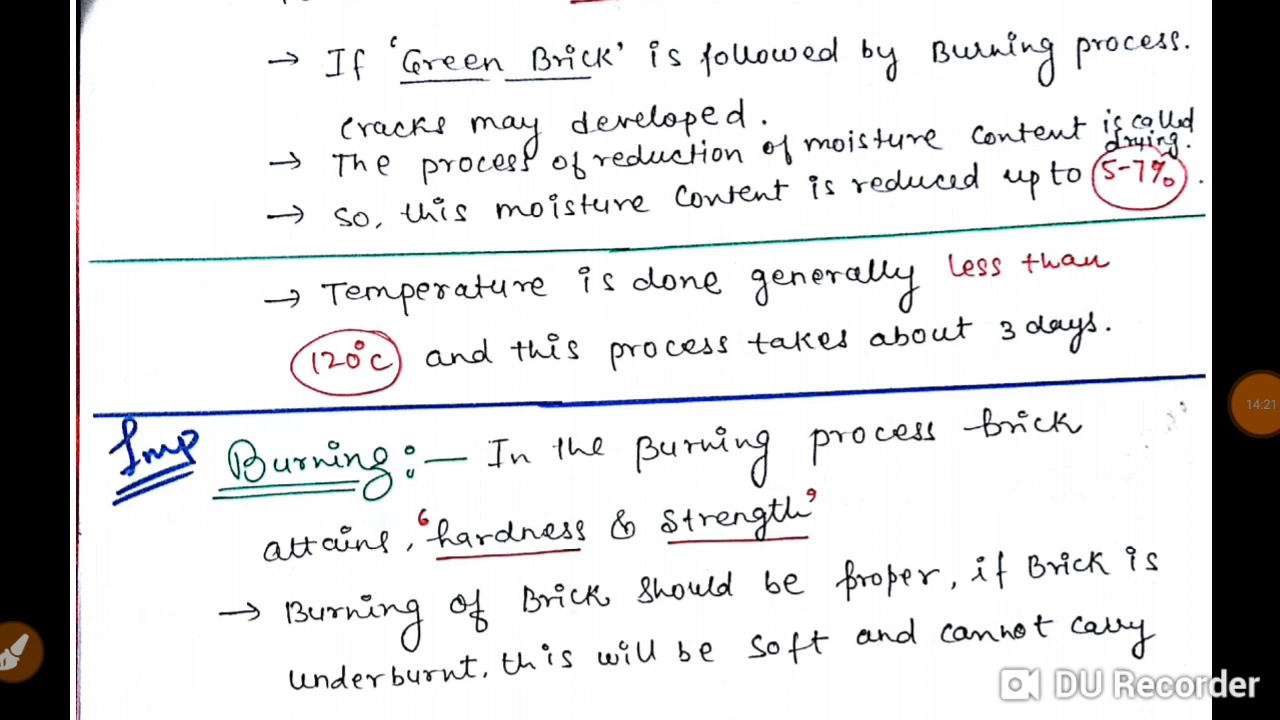 → If 'Green Brick' is followed by Burning process.
cracks may developed.
→ The process of reduction of moisture content is called drying.
→ so, this moisture content is reduced up to 5-7%.
→ Temperature is done generally less than
120°c and this process takes about 3 days.
Imp Burning:- In the Burning process brick
attains, 'hardness & strength'
→ Burning of Brick should be proper, if Brick is
underburnt, this will be soft and cannot carry
14:21
DU Recorder